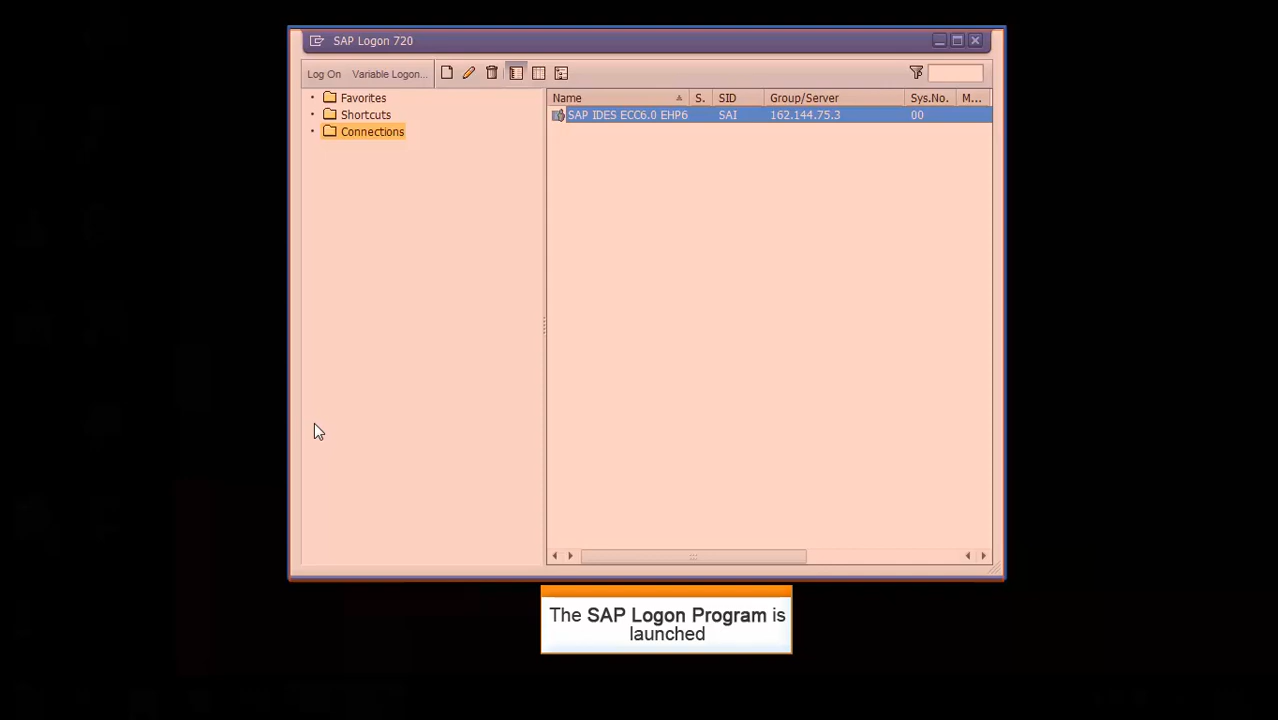 SAP Logon 720
Log On Variable Logon...
Favorites
Shortcuts
Connections
Name S. SID Group/Server Sys.No. M...
SAP IDES ECC6.0 EHP6 SAI 162.144.75.3 00
The SAP Logon Program is
launched